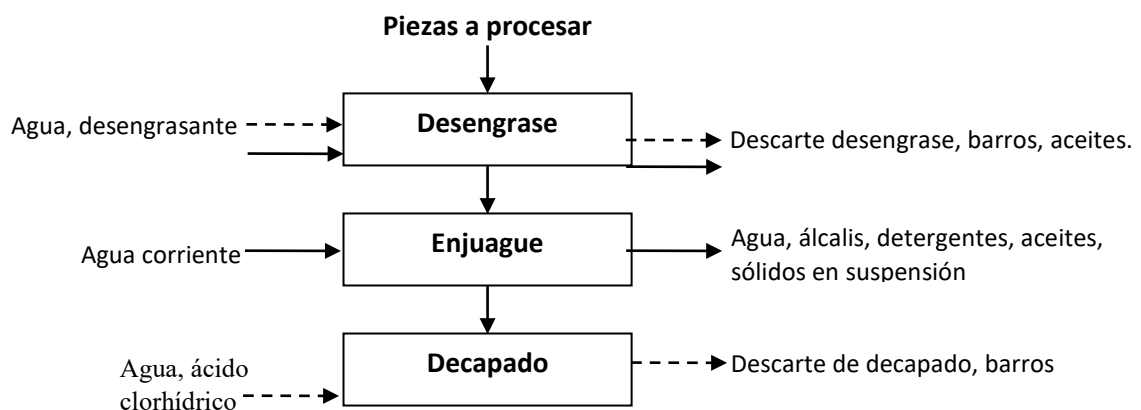 Piezas a procesar
Agua, desengrasante
Desengrase
Descarte desengrase, barros, aceites.
Agua corriente
Enjuague
Agua, álcalis, detergentes, aceites,
sólidos en suspensión
Agua, ácido
clorhídrico
Decapado
Descarte de decapado, barros